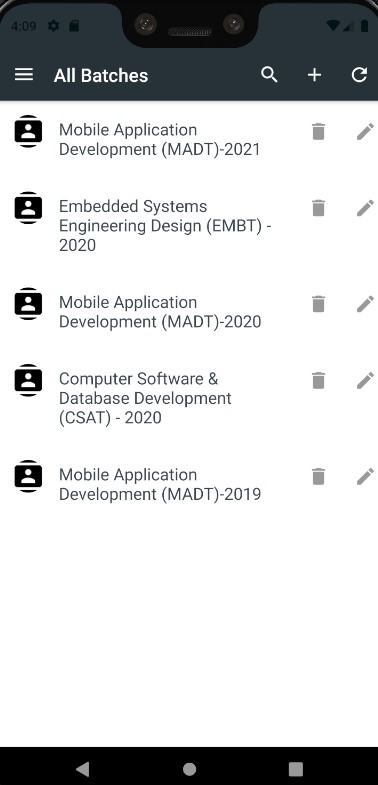 4:09
All Batches
Mobile Application
Development (MADT)-2021
Embedded Systems
Engineering Design (EMBT) -
2020
Mobile Application
Development (MADT)-2020
Computer Software &
Database Development
(CSAT) - 2020
Mobile Application
Development (MADT)-2019